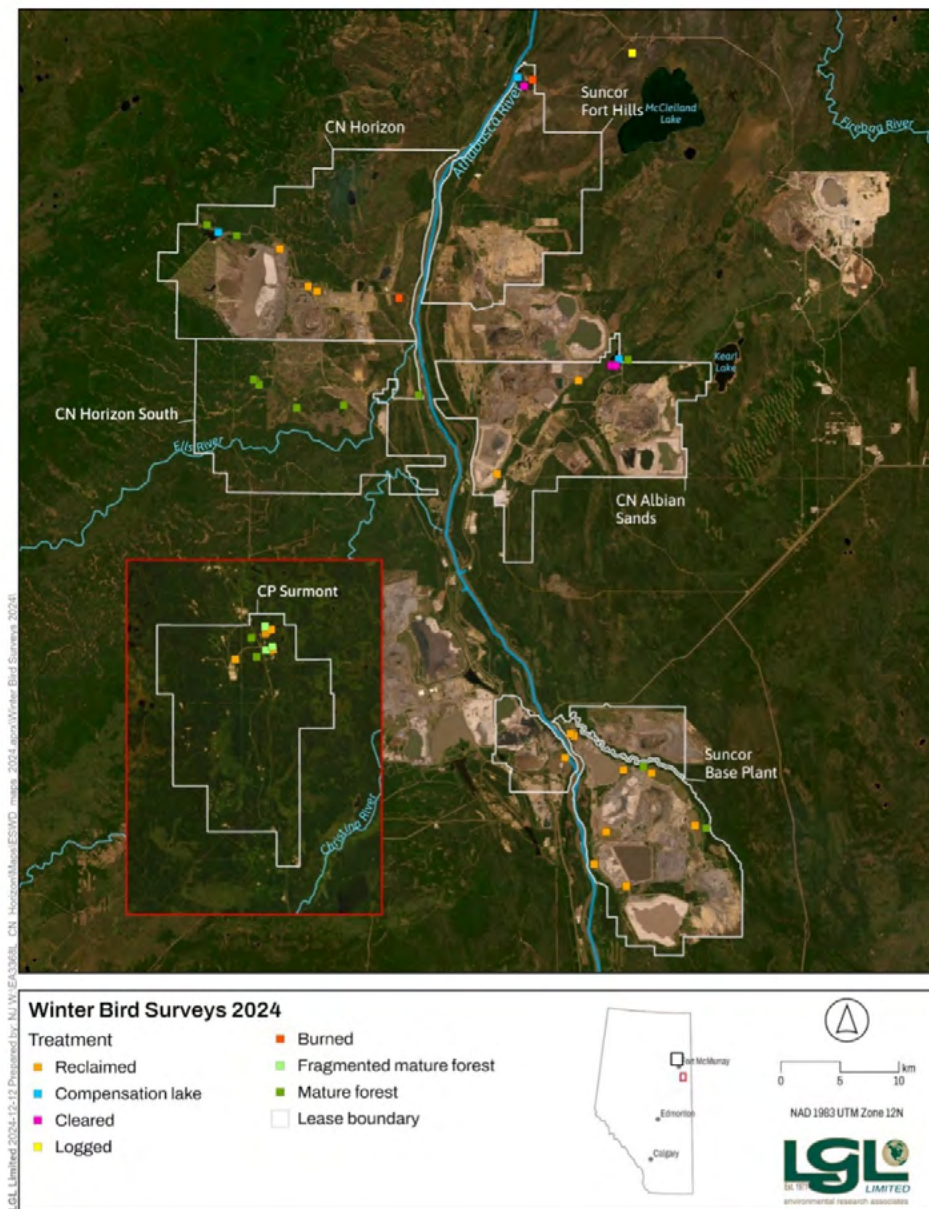 Suncor
Fort Hills
McClelland
Lake
Firebag River
CN Horizon
Athabasca River
Kearl
Lake
CN Horizon South
Ells River
CN Albian
Sands
CP Surmont
Suncor
Base Plant
Christina River
Winter Bird Surveys 2024
Treatment
Reclaimed
Compensation lake
Cleared
Logged
Burned
Fragmented mature forest
Mature forest
Lease boundary
Fort McMurray
Edmonton
Calgary
km
0 5 10
NAD 1983 UTM Zone 12N
LGL
LIMITED
environmental research associates